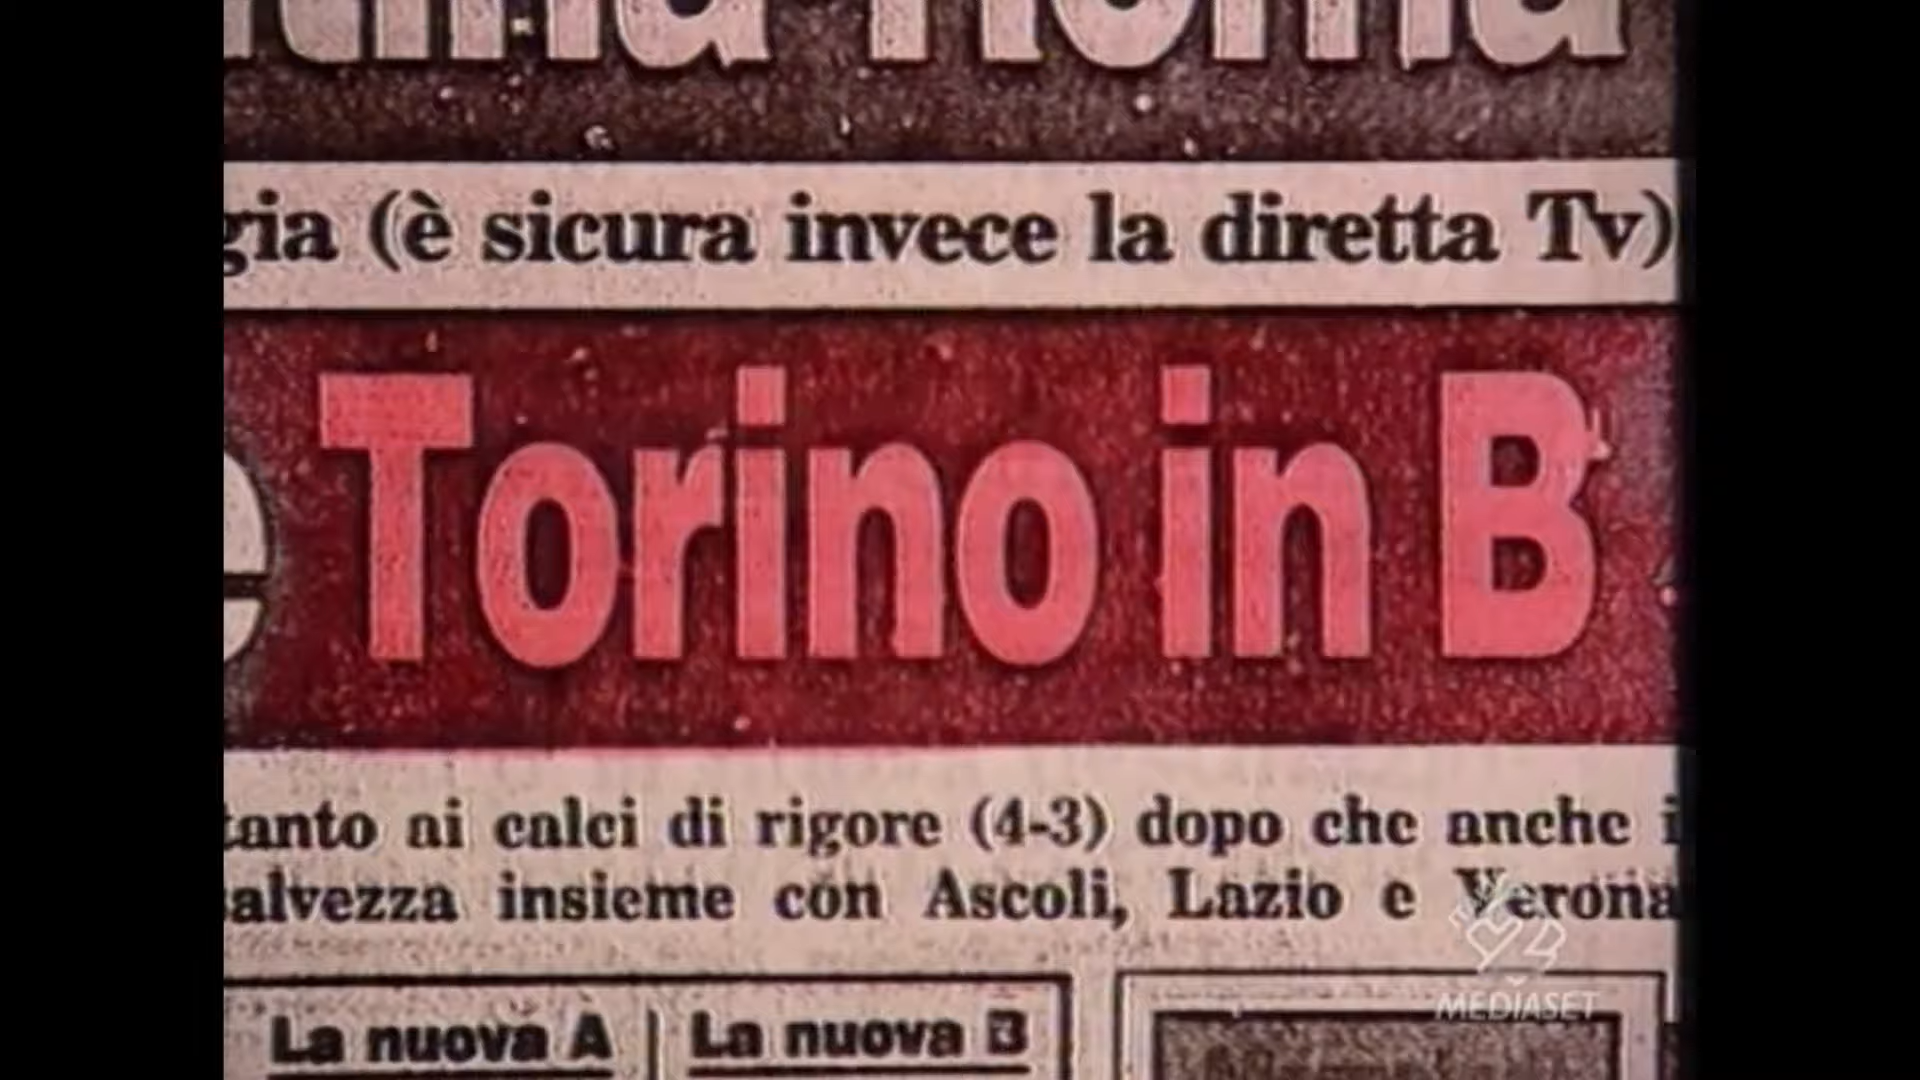 Roma
gia (è sicura invece la diretta Tv)
e Torino in B
tanto ai calci di rigore (4-3) dopo che anche i
salvezza insieme con Ascoli, Lazio e Verona
La nuova A La nuova B
MEDIASET